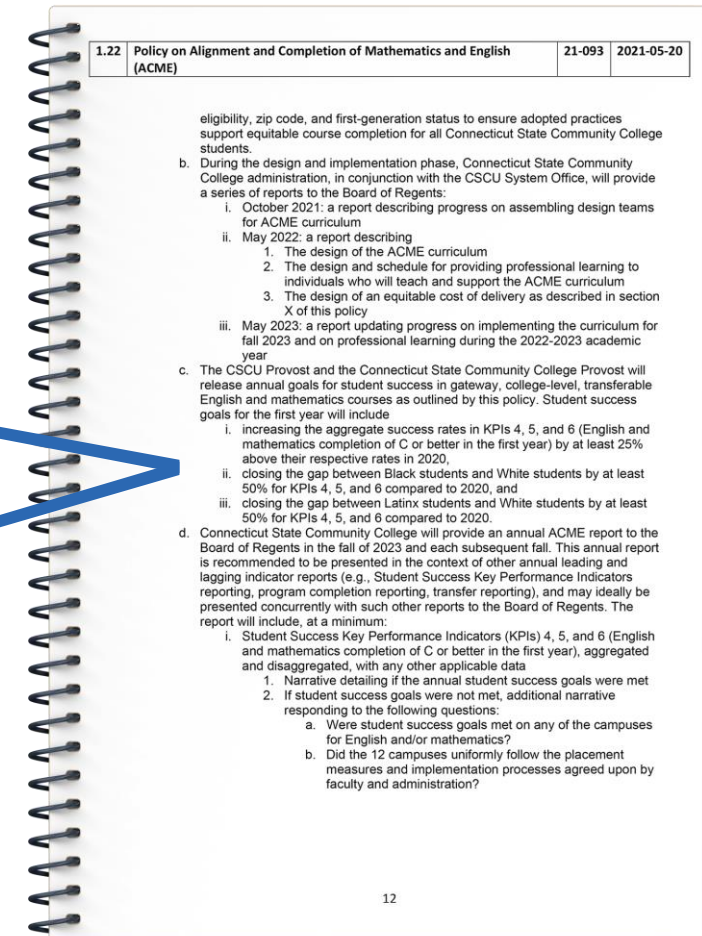 1.22 Policy on Alignment and Completion of Mathematics and English 21-093 2021-05-20
(ACME)
eligibility, zip code, and first-generation status to ensure adopted practices
support equitable course completion for all Connecticut State Community College
students.
b. During the design and implementation phase, Connecticut State Community
College administration, in conjunction with the CSCU System Office, will provide
a series of reports to the Board of Regents:
i. October 2021: a report describing progress on assembling design teams
for ACME curriculum
ii. May 2022: a report describing
1. The design of the ACME curriculum
2. The design and schedule for providing professional learning to
individuals who will teach and support the ACME curriculum
3. The design of an equitable cost of delivery as described in section
X of this policy
iii. May 2023: a report updating progress on implementing the curriculum for
fall 2023 and on professional learning during the 2022-2023 academic
year
c. The CSCU Provost and the Connecticut State Community College Provost will
release annual goals for student success in gateway, college-level, transferable
English and mathematics courses as outlined by this policy. Student success
goals for the first year will include
i. increasing the aggregate success rates in KPIs 4, 5, and 6 (English and
mathematics completion of C or better in the first year) by at least 25%
above their respective rates in 2020,
ii. closing the gap between Black students and White students by at least
50% for KPIs 4, 5, and 6 compared to 2020, and
iii. closing the gap between Latinx students and White students by at least
50% for KPIs 4, 5, and 6 compared to 2020.
d. Connecticut State Community College will provide an annual ACME report to the
Board of Regents in the fall of 2023 and each subsequent fall. This annual report
is recommended to be presented in the context of other annual leading and
lagging indicator reports (e.g., Student Success Key Performance Indicators
reporting, program completion reporting, transfer reporting), and may ideally be
presented concurrently with such other reports to the Board of Regents. The
report will include, at a minimum:
i. Student Success Key Performance Indicators (KPIs) 4, 5, and 6 (English
and mathematics completion of C or better in the first year), aggregated
and disaggregated, with any other applicable data
1. Narrative detailing if the annual student success goals were met
2. If student success goals were not met, additional narrative
responding to the following questions:
a. Were student success goals met on any of the campuses
for English and/or mathematics?
b. Did the 12 campuses uniformly follow the placement
measures and implementation processes agreed upon by
faculty and administration?
12